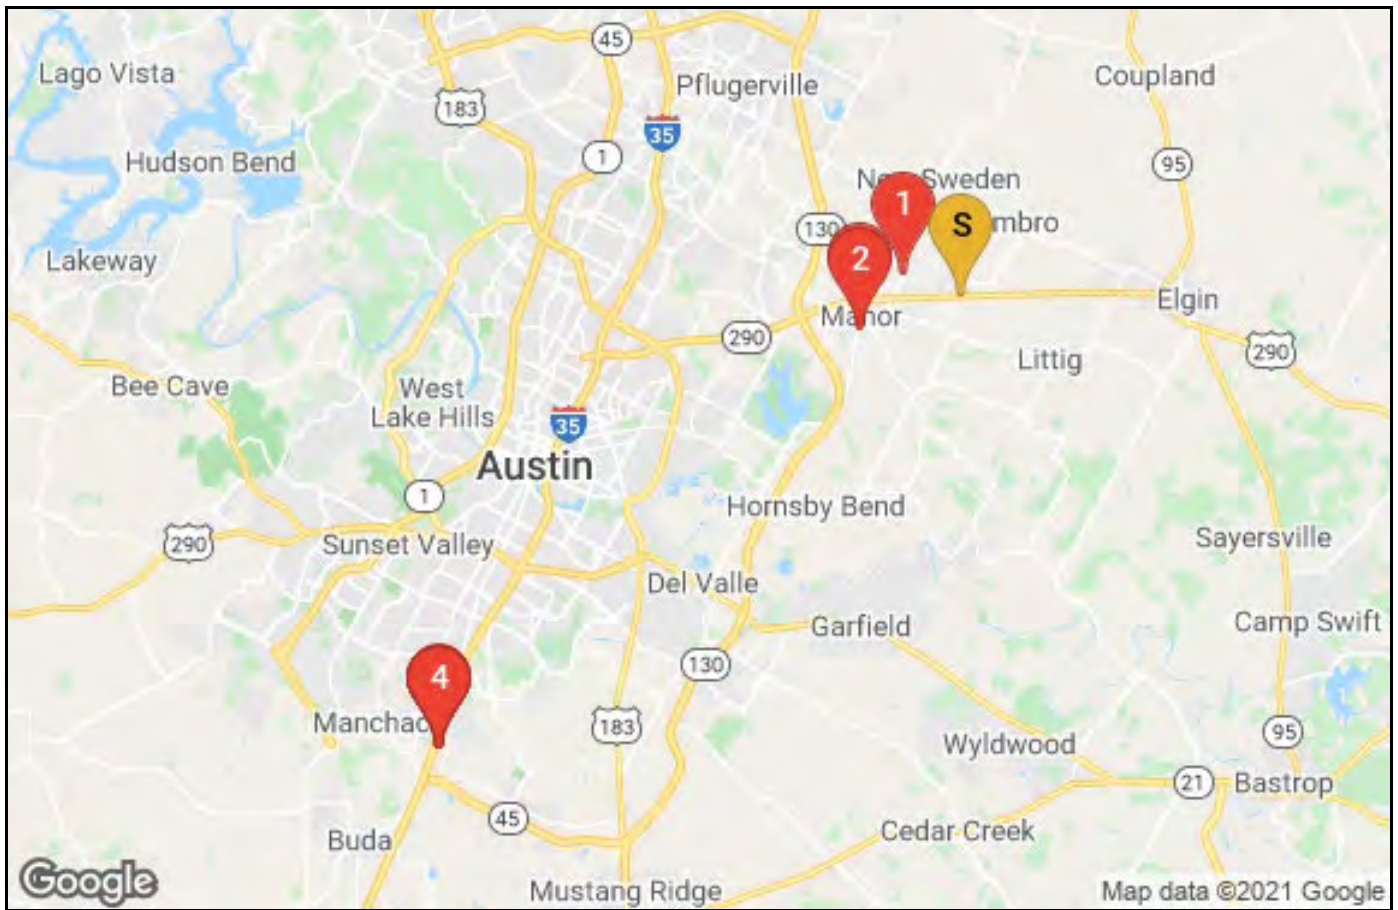 45
Lago Vista
Pflugerville
Coupland
183
35
1
Hudson Bend
95
New Sweden
1
130
S
mbro
Lakeway
2
Manor
Elgin
290
290
Littig
Bee Cave
West
Lake Hills
35
Austin
1
Hornsby Bend
290
Sunset Valley
Sayersville
Del Valle
Garfield
Camp Swift
130
4
Manchac
183
95
Wyldwood
21
Bastrop
45
Buda
Cedar Creek
Google
Mustang Ridge
Map data ©2021 Google